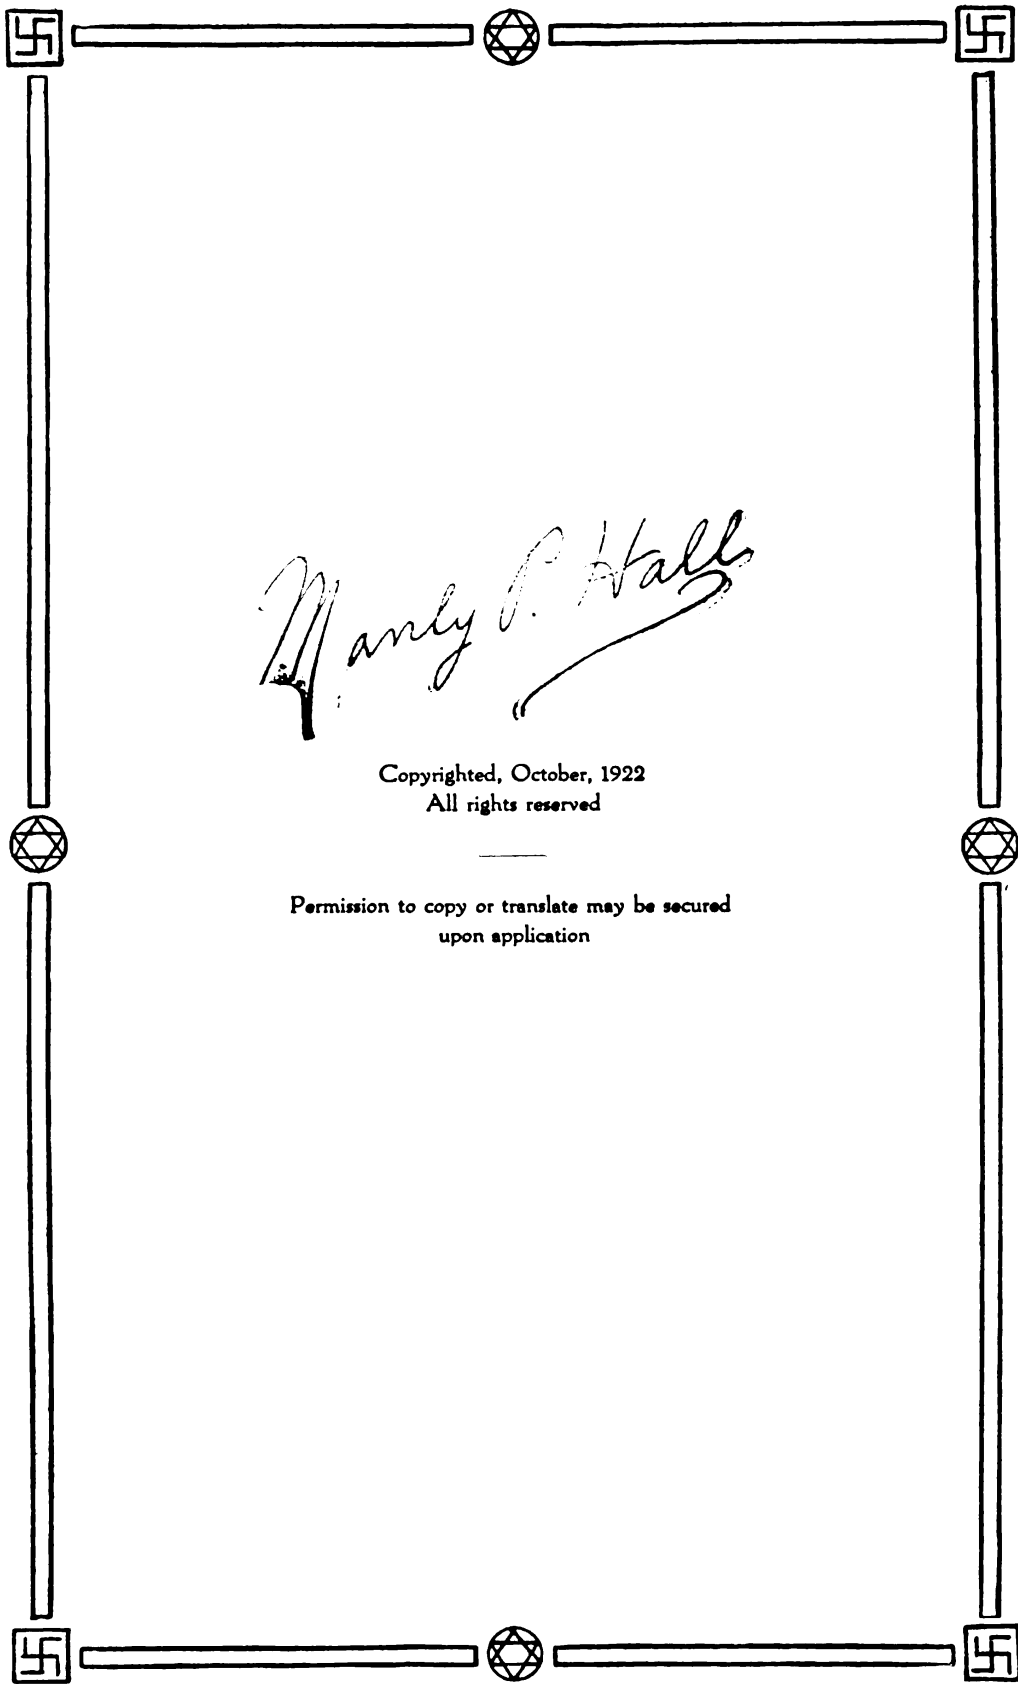 Manly P. Hall
Copyrighted, October, 1922
All rights reserved
Permission to copy or translate may be secured
upon application